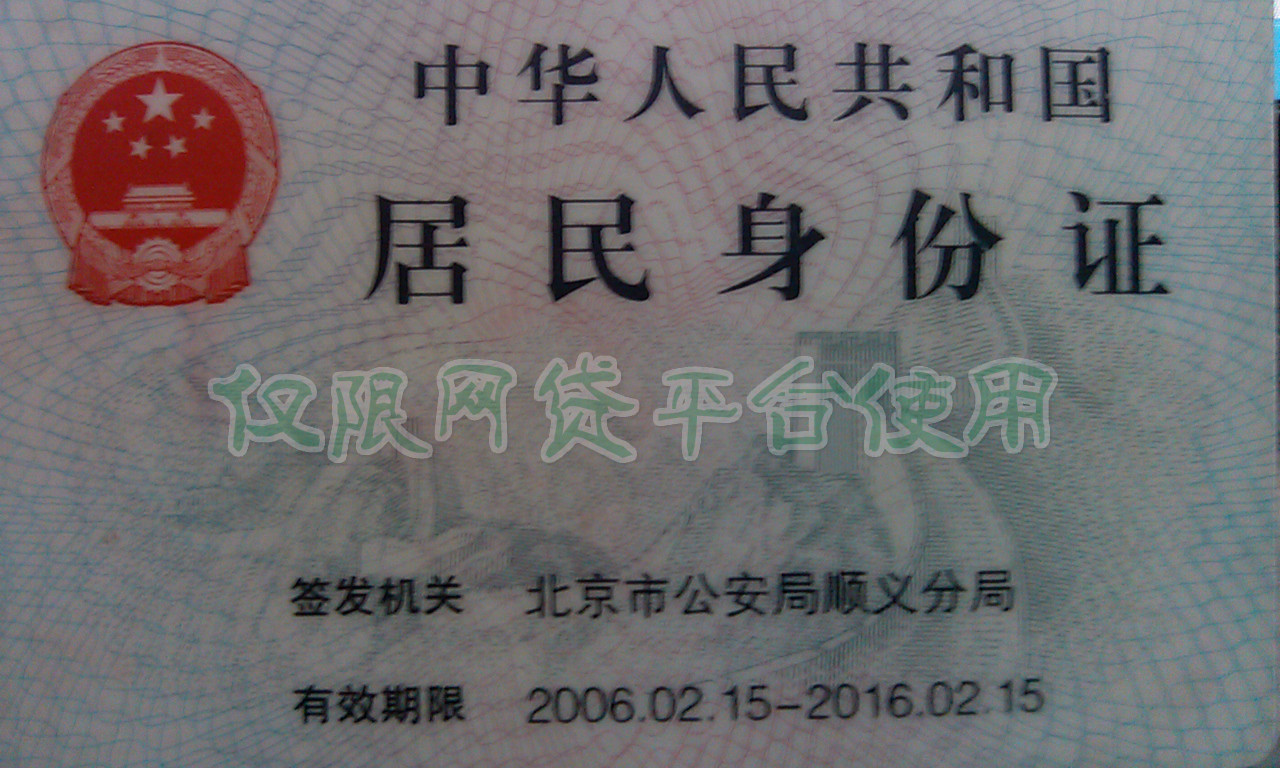 中华人民共和国
居民身份证
仅限网贷平台使用
签发机关 北京市公安局顺义分局
有效期限 2006.02.15-2016.02.15